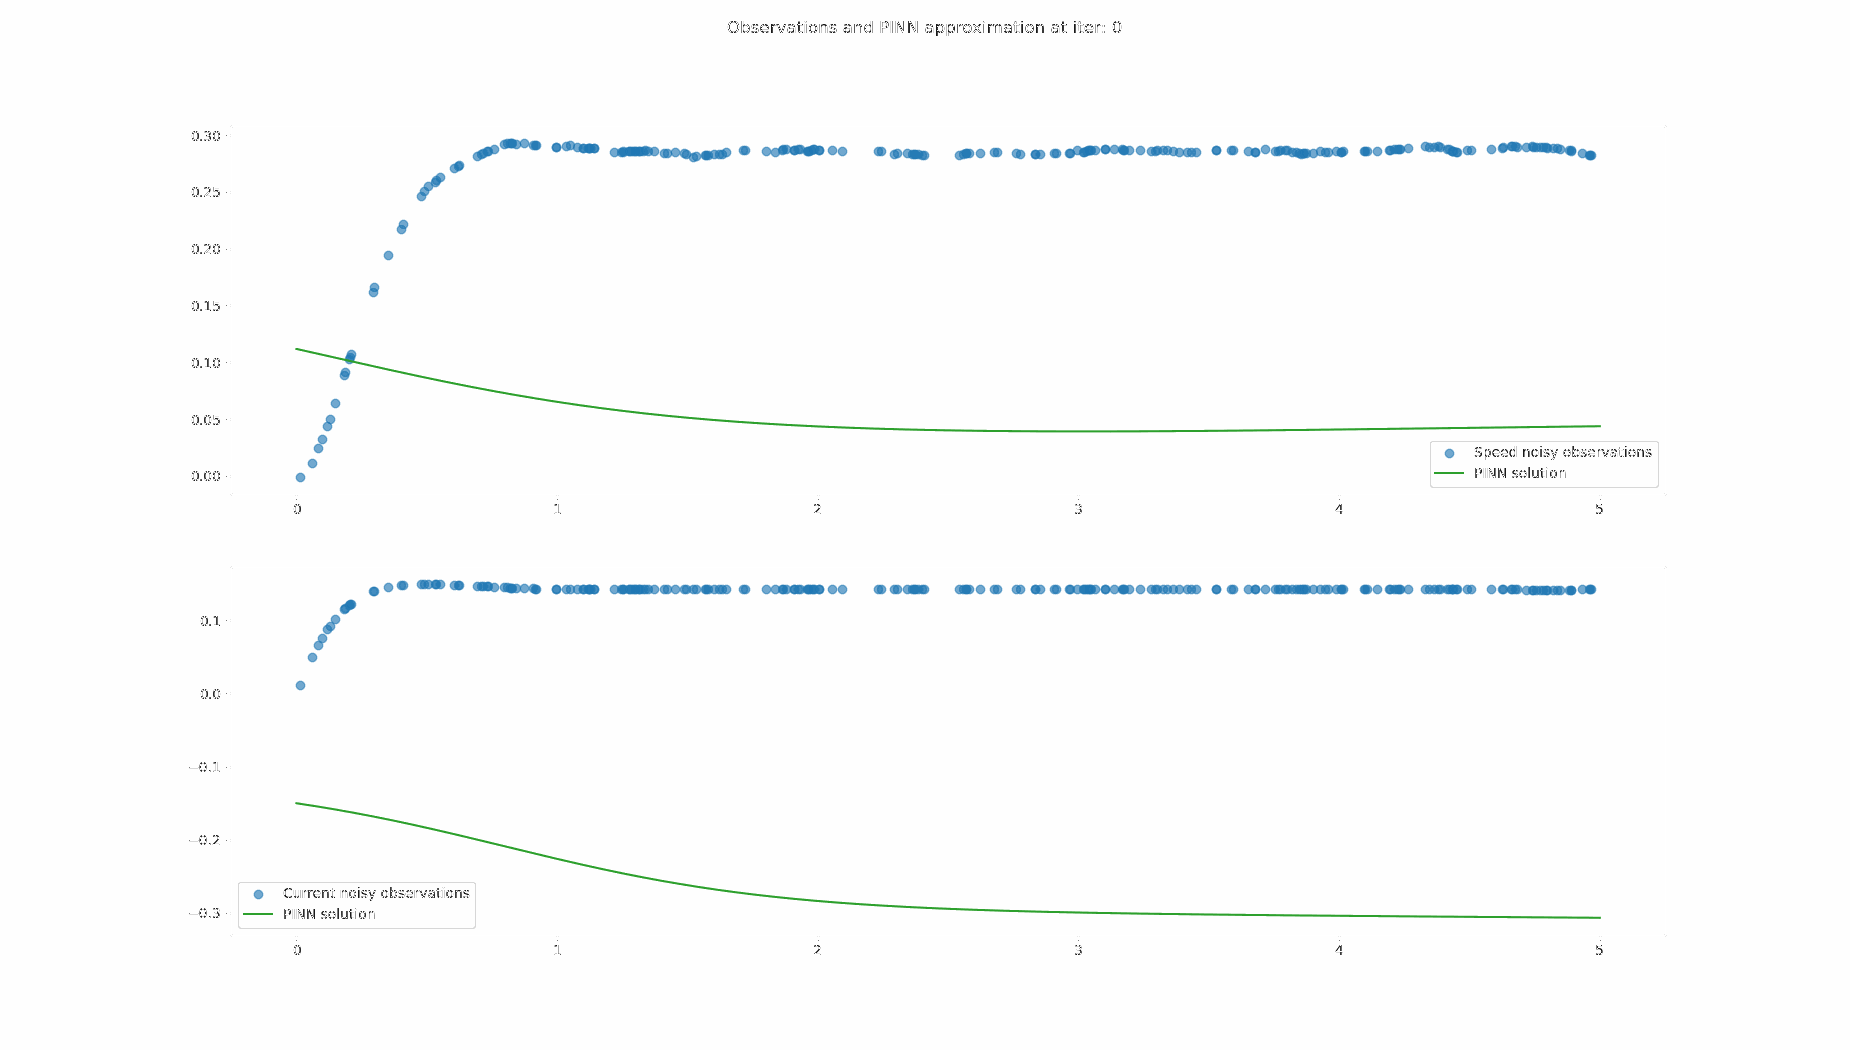 Observations and PINN approximation at iter: 0
0.30
0.25
0.20
0.15
0.10
0.05
0.00
Speed noisy observations
PINN solution
0 1 2 3 4 5
0.1
0.0
−0.1
−0.2
−0.3
Current noisy observations
PINN solution
0 1 2 3 4 5